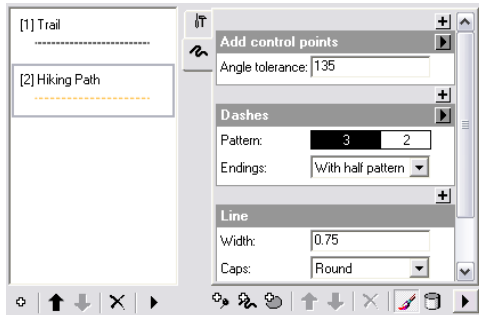 [1] Trail
[2] Hiking Path
Add control points
Angle tolerance: 135
Dashes
Pattern: 3 2
Endings: With half pattern
Line
Width: 0.75
Caps: Round